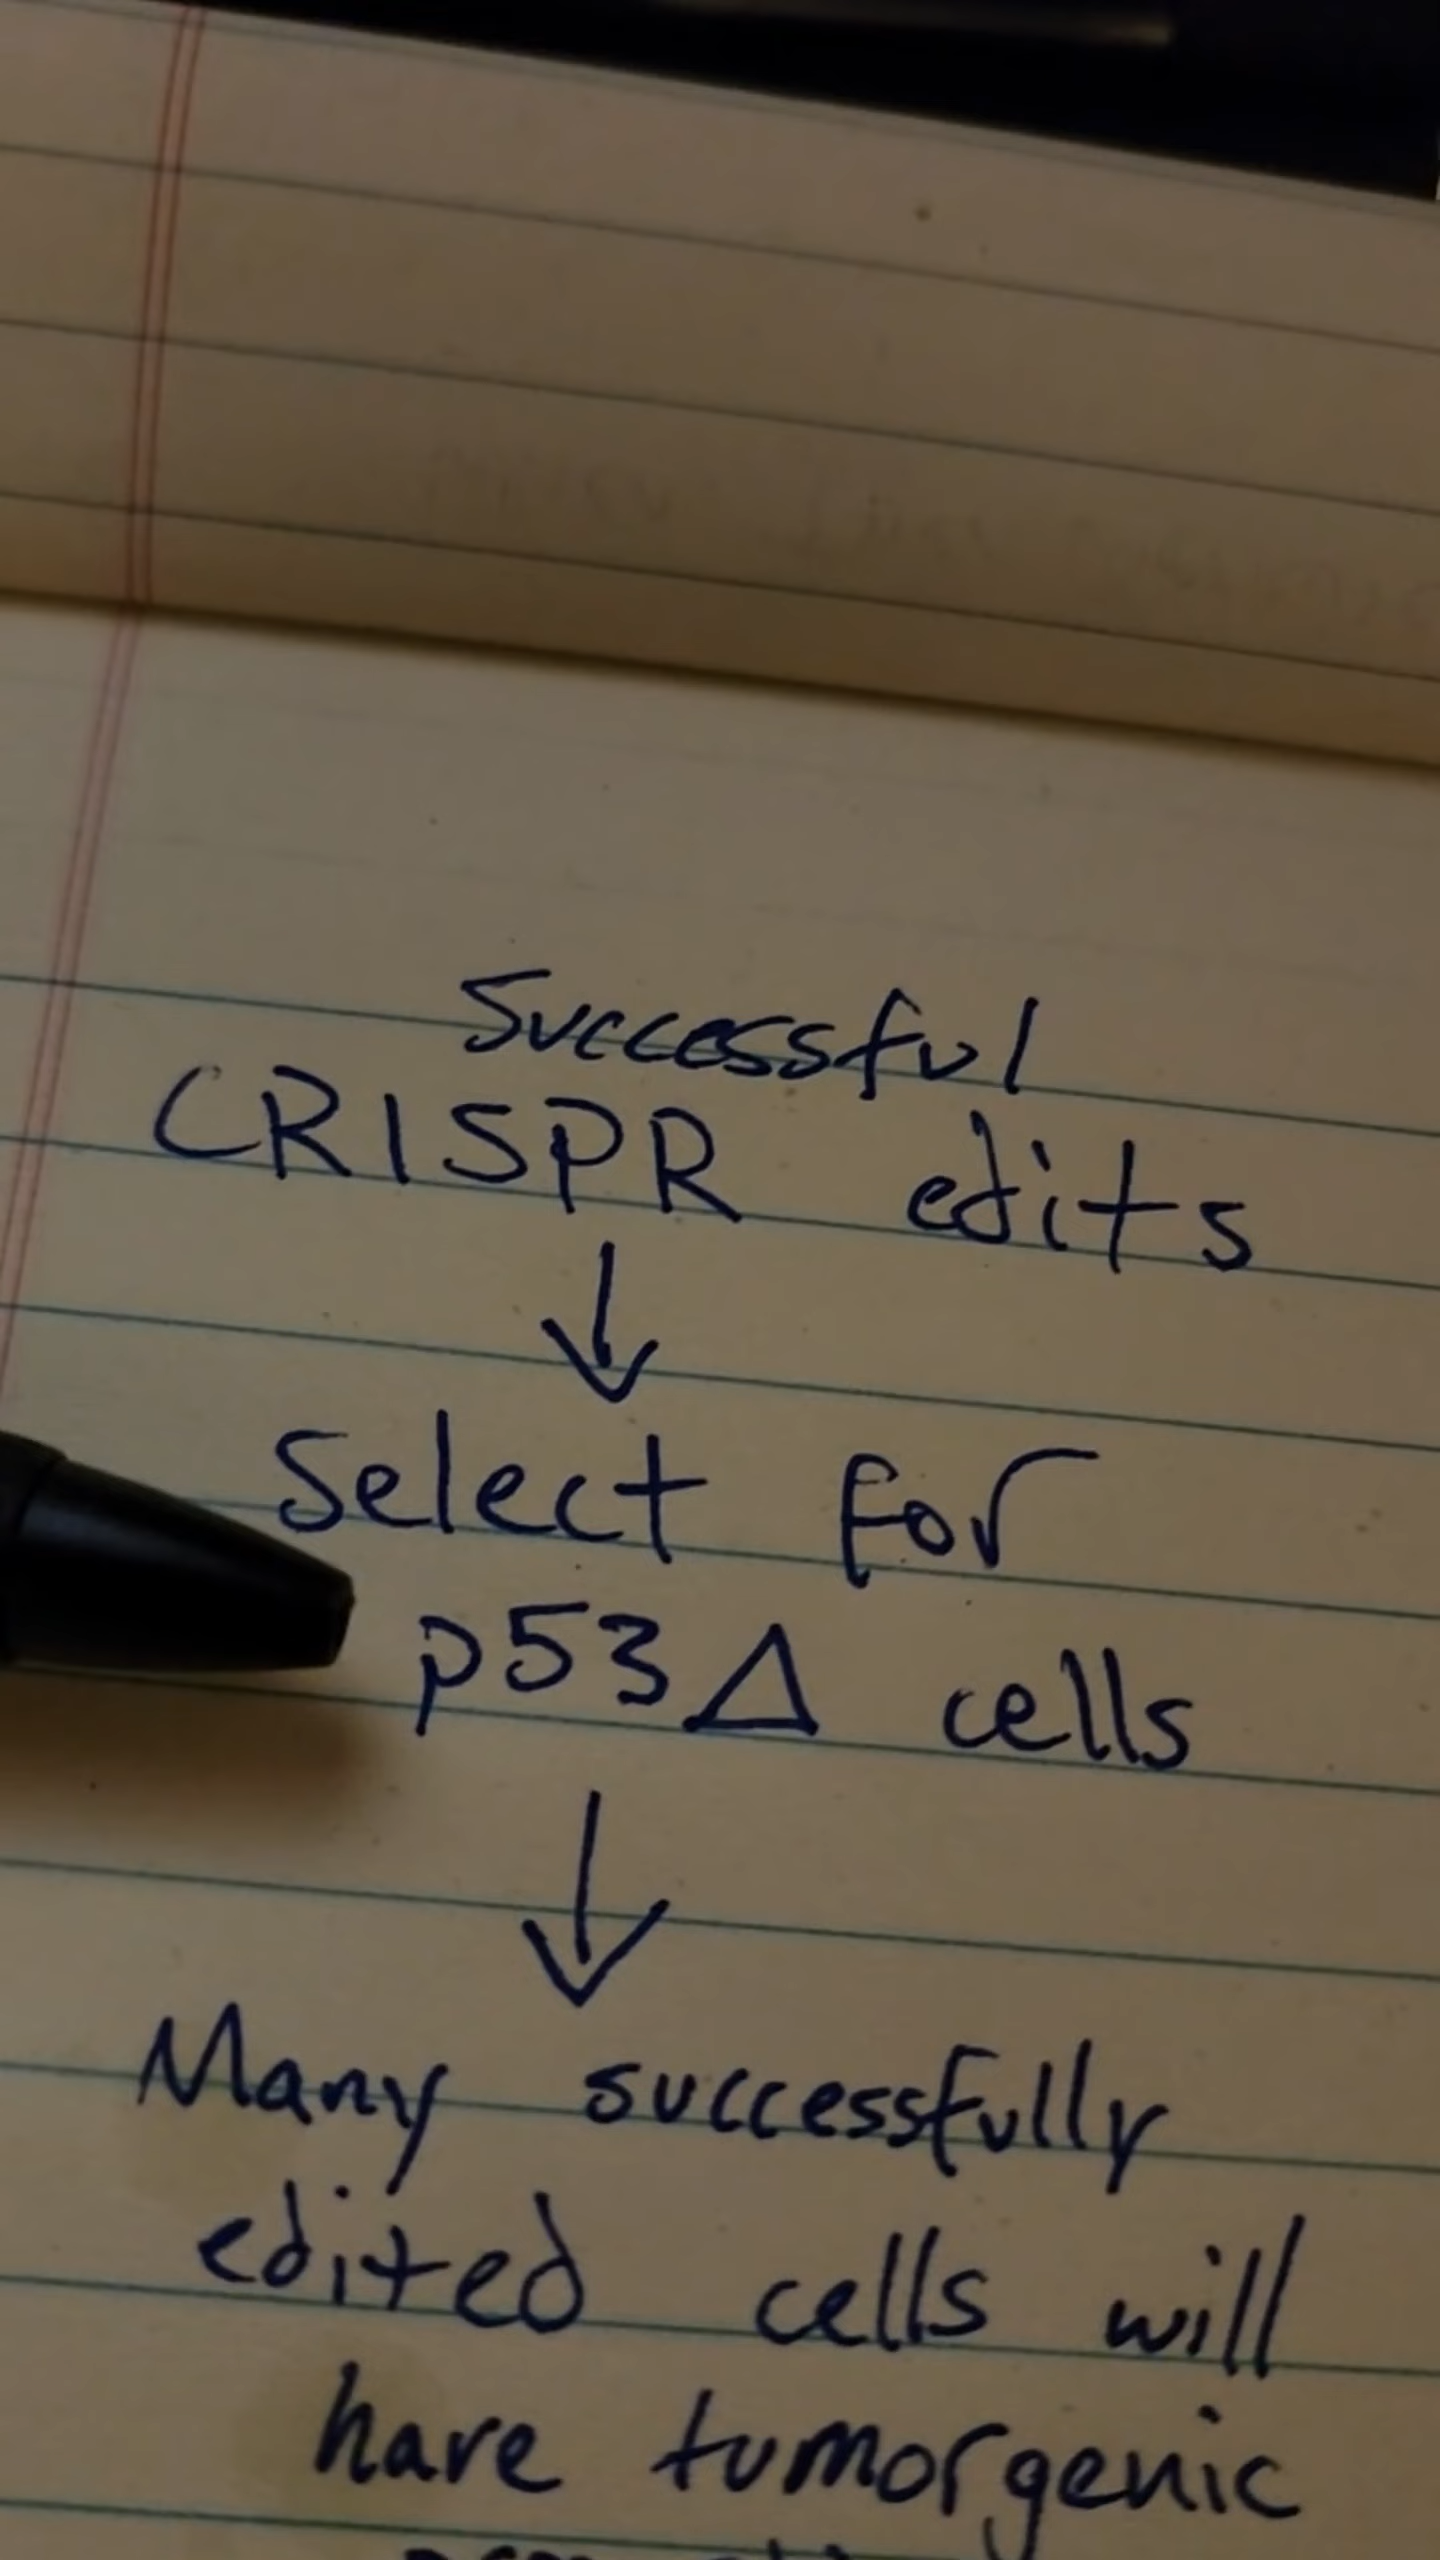 Successful
CRISPR edits
↓
Select for
p53Δ cells
↓
Many successfully
edited cells will
have tumorgenic